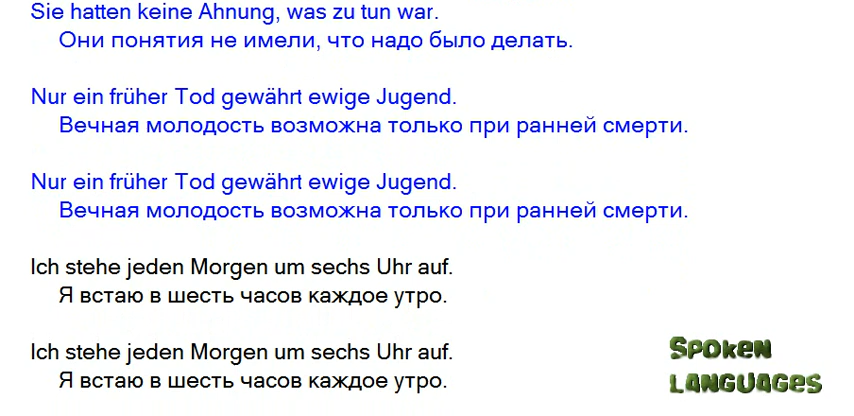 Sie hatten keine Ahnung, was zu tun war.
Они понятия не имели, что надо было делать.
Nur ein früher Tod gewährt ewige Jugend.
Вечная молодость возможна только при ранней смерти.
Nur ein früher Tod gewährt ewige Jugend.
Вечная молодость возможна только при ранней смерти.
Ich stehe jeden Morgen um sechs Uhr auf.
Я встаю в шесть часов каждое утро.
Ich stehe jeden Morgen um sechs Uhr auf.
Я встаю в шесть часов каждое утро.
Spoken
Languages